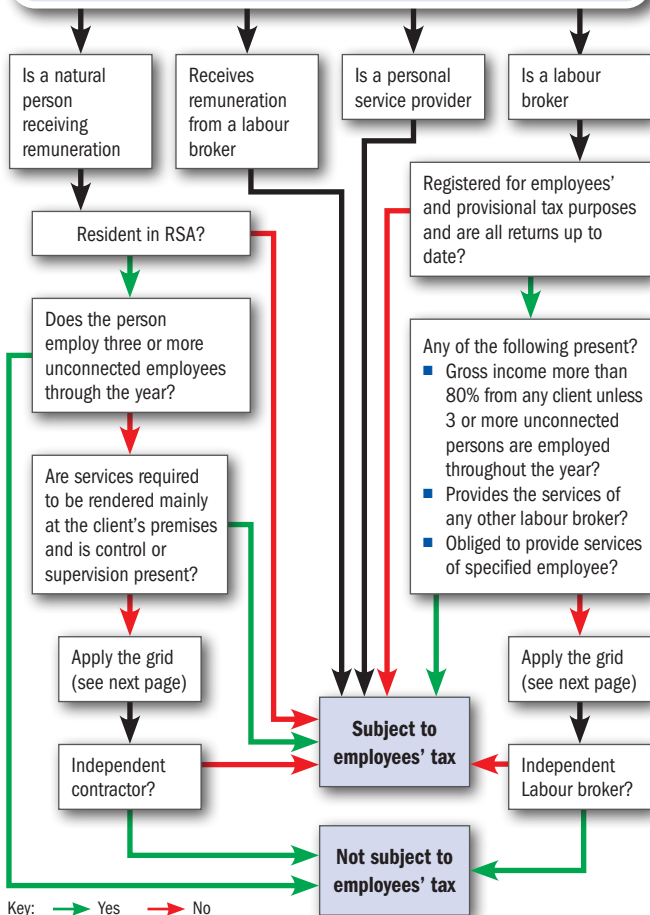 Is a natural
person
receiving
remuneration
Receives
remuneration
from a labour
broker
Is a personal
service provider
Is a labour
broker
Registered for employees'
and provisional tax purposes
and are all returns up to
date?
Resident in RSA?
Does the person
employ three or more
unconnected employees
through the year?
Any of the following present?
■ Gross income more than
80% from any client unless
3 or more unconnected
persons are employed
throughout the year?
■ Provides the services of
any other labour broker?
■ Obliged to provide services
of specified employee?
Are services required
to be rendered mainly
at the client's premises
and is control or
supervision present?
Apply the grid
(see next page)
Apply the grid
(see next page)
Subject to
employees' tax
Independent
contractor?
Independent
Labour broker?
Not subject to
employees' tax
Key: Yes No